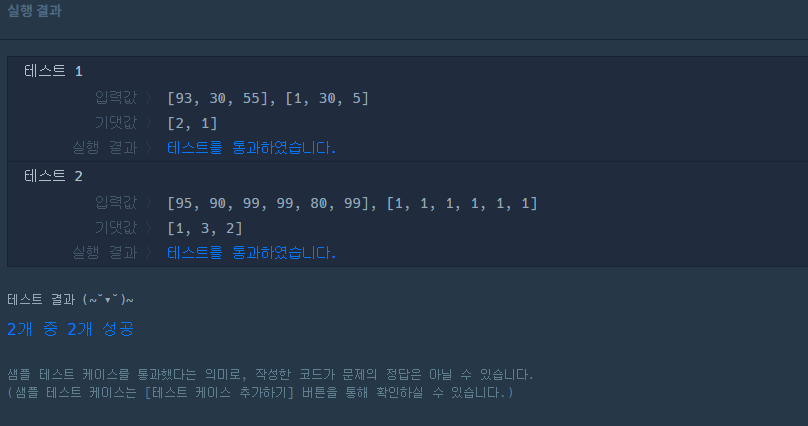 실행 결과
테스트 1
입력값 〉 [93, 30, 55], [1, 30, 5]
기댓값 〉 [2, 1]
실행 결과 〉 테스트를 통과하였습니다.
테스트 2
입력값 〉 [95, 90, 99, 99, 80, 99], [1, 1, 1, 1, 1, 1]
기댓값 〉 [1, 3, 2]
실행 결과 〉 테스트를 통과하였습니다.
테스트 결과 (~˘▾˘)~
2개 중 2개 성공
샘플 테스트 케이스를 통과했다는 의미로, 작성한 코드가 문제의 정답은 아닐 수 있습니다.
(샘플 테스트 케이스는 [테스트 케이스 추가하기] 버튼을 통해 확인하실 수 있습니다.)